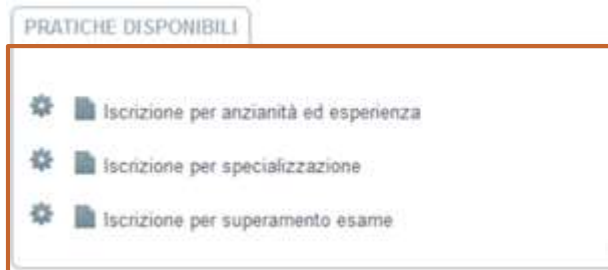 PRATICHE DISPONIBILI
Iscrizione per anzianità ed esperienza
Iscrizione per specializzazione
Iscrizione per superamento esame